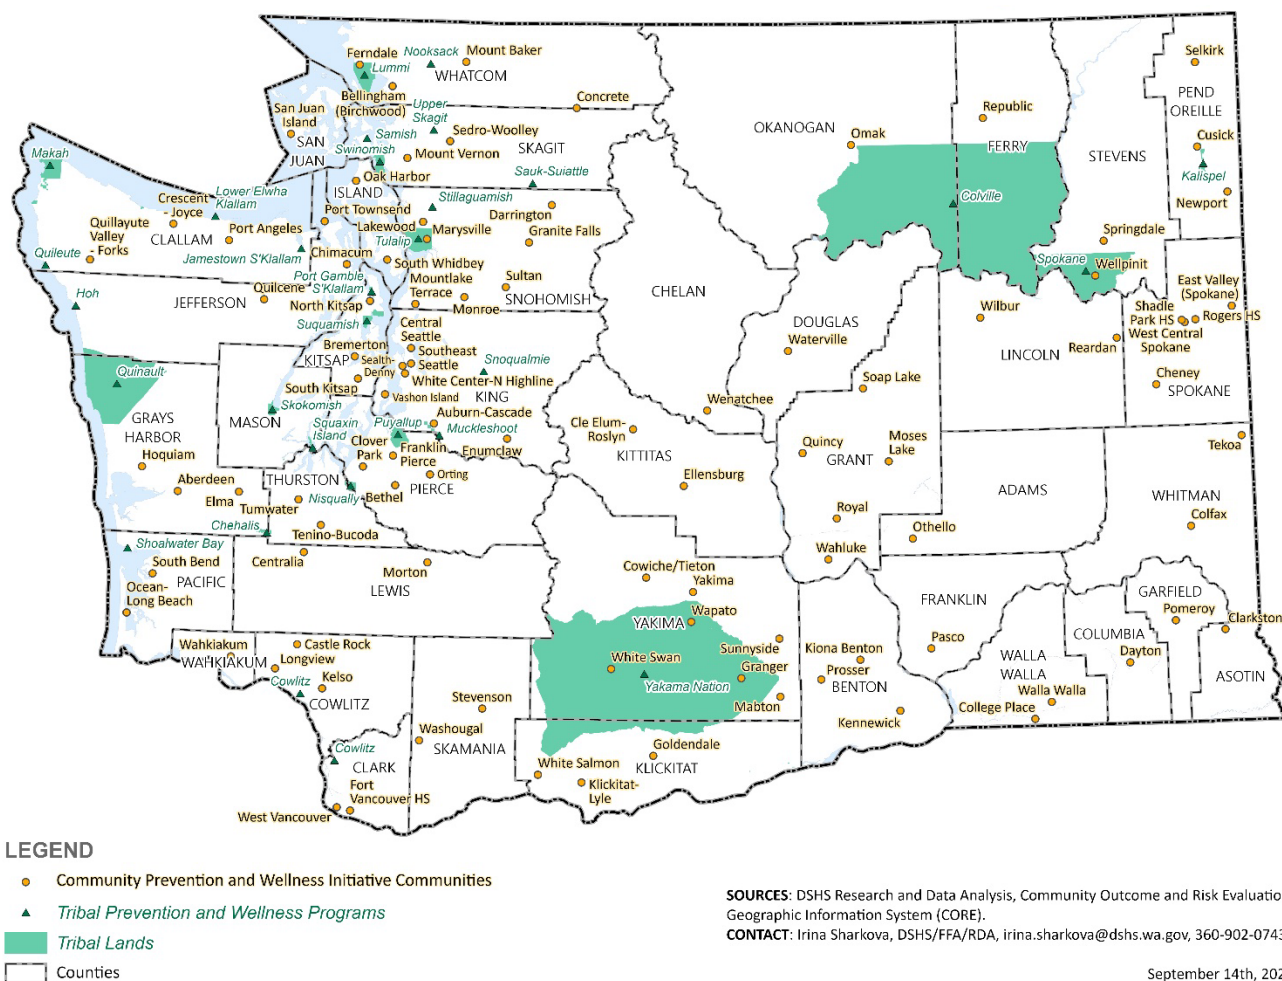 Ferndale
Nooksack
Mount Baker
Lummi
WHATCOM
Selkirk
Bellingham
(Birchwood)
Concrete
PEND
OREILLE
San Juan
Island
Upper
Skagit
Republic
OKANOGAN
Omak
SAN
JUAN
Samish
Sedro-Woolley
SKAGIT
Cusick
Makah
Swinomish
Mount Vernon
FERRY
STEVENS
Kalispel
Sauk-Suiattle
Oak Harbor
ISLAND
Newport
Lower Elwha
Klallam
Crescent
-Joyce
Stillaguamish
Colville
Port Townsend
Darrington
Quillayute
Valley
- Forks
CLALLAM
Port Angeles
Lakewood
Marysville
Tulalip
Granite Falls
Springdale
Quileute
Jamestown S'Klallam
Chimacum
South Whidbey
Spokane
Wellpinit
Port Gamble
S'Klallam
Mountlake
Terrace
Sultan
SNOHOMISH
CHELAN
East Valley
(Spokane)
Hoh
JEFFERSON
Quilcene
North Kitsap
Monroe
Wilbur
Shadle
Park HS
Rogers HS
Suquamish
Central
Seattle
DOUGLAS
Waterville
West Central
Spokane
Reardan
Bremerton
KITSAP
Sealth-
Denny
Southeast
Seattle
Snoqualmie
LINCOLN
Quinault
White Center-N Highline
South Kitsap
Vashon Island
KING
Soap Lake
Cheney
SPOKANE
GRAYS
HARBOR
MASON
Skokomish
Auburn-Cascade
Wenatchee
Squaxin
Island
Puyallup
Muckleshoot
Cle Elum-
Roslyn
Hoquiam
Clover
Park
Franklin
Pierce
Enumclaw
KITTITAS
Quincy
GRANT
Moses
Lake
Tekoa
Aberdeen
Elma
THURSTON
Tumwater
Nisqually
Bethel
Orting
PIERCE
Ellensburg
ADAMS
WHITMAN
Chehalis
Tenino-Bucoda
Royal
Othello
Colfax
Shoalwater Bay
Centralia
Wahluke
South Bend
PACIFIC
Morton
LEWIS
Cowiche/Tieton
Yakima
Ocean-
Long Beach
FRANKLIN
GARFIELD
Pomeroy
Wapato
YAKIMA
Clarkston
Wahkiakum
WAHKIAKUM
Castle Rock
Longview
Sunnyside
Kiona Benton
Pasco
COLUMBIA
Dayton
White Swan
Granger
Prosser
WALLA
WALLA
Kelso
Cowlitz
COWLITZ
Yakama Nation
BENTON
ASOTIN
Stevenson
Mabton
Walla Walla
College Place
Washougal
Kennewick
SKAMANIA
Cowlitz
CLARK
Goldendale
White Salmon
KLICKITAT
Fort
Vancouver HS
Klickitat-
Lyle
West Vancouver
LEGEND
Community Prevention and Wellness Initiative Communities
Tribal Prevention and Wellness Programs
Tribal Lands
Counties
SOURCES: DSHS Research and Data Analysis, Community Outcome and Risk Evaluatio
Geographic Information System (CORE).
CONTACT: Irina Sharkova, DSHS/FFA/RDA, irina.sharkova@dshs.wa.gov, 360-902-0743
September 14th, 202